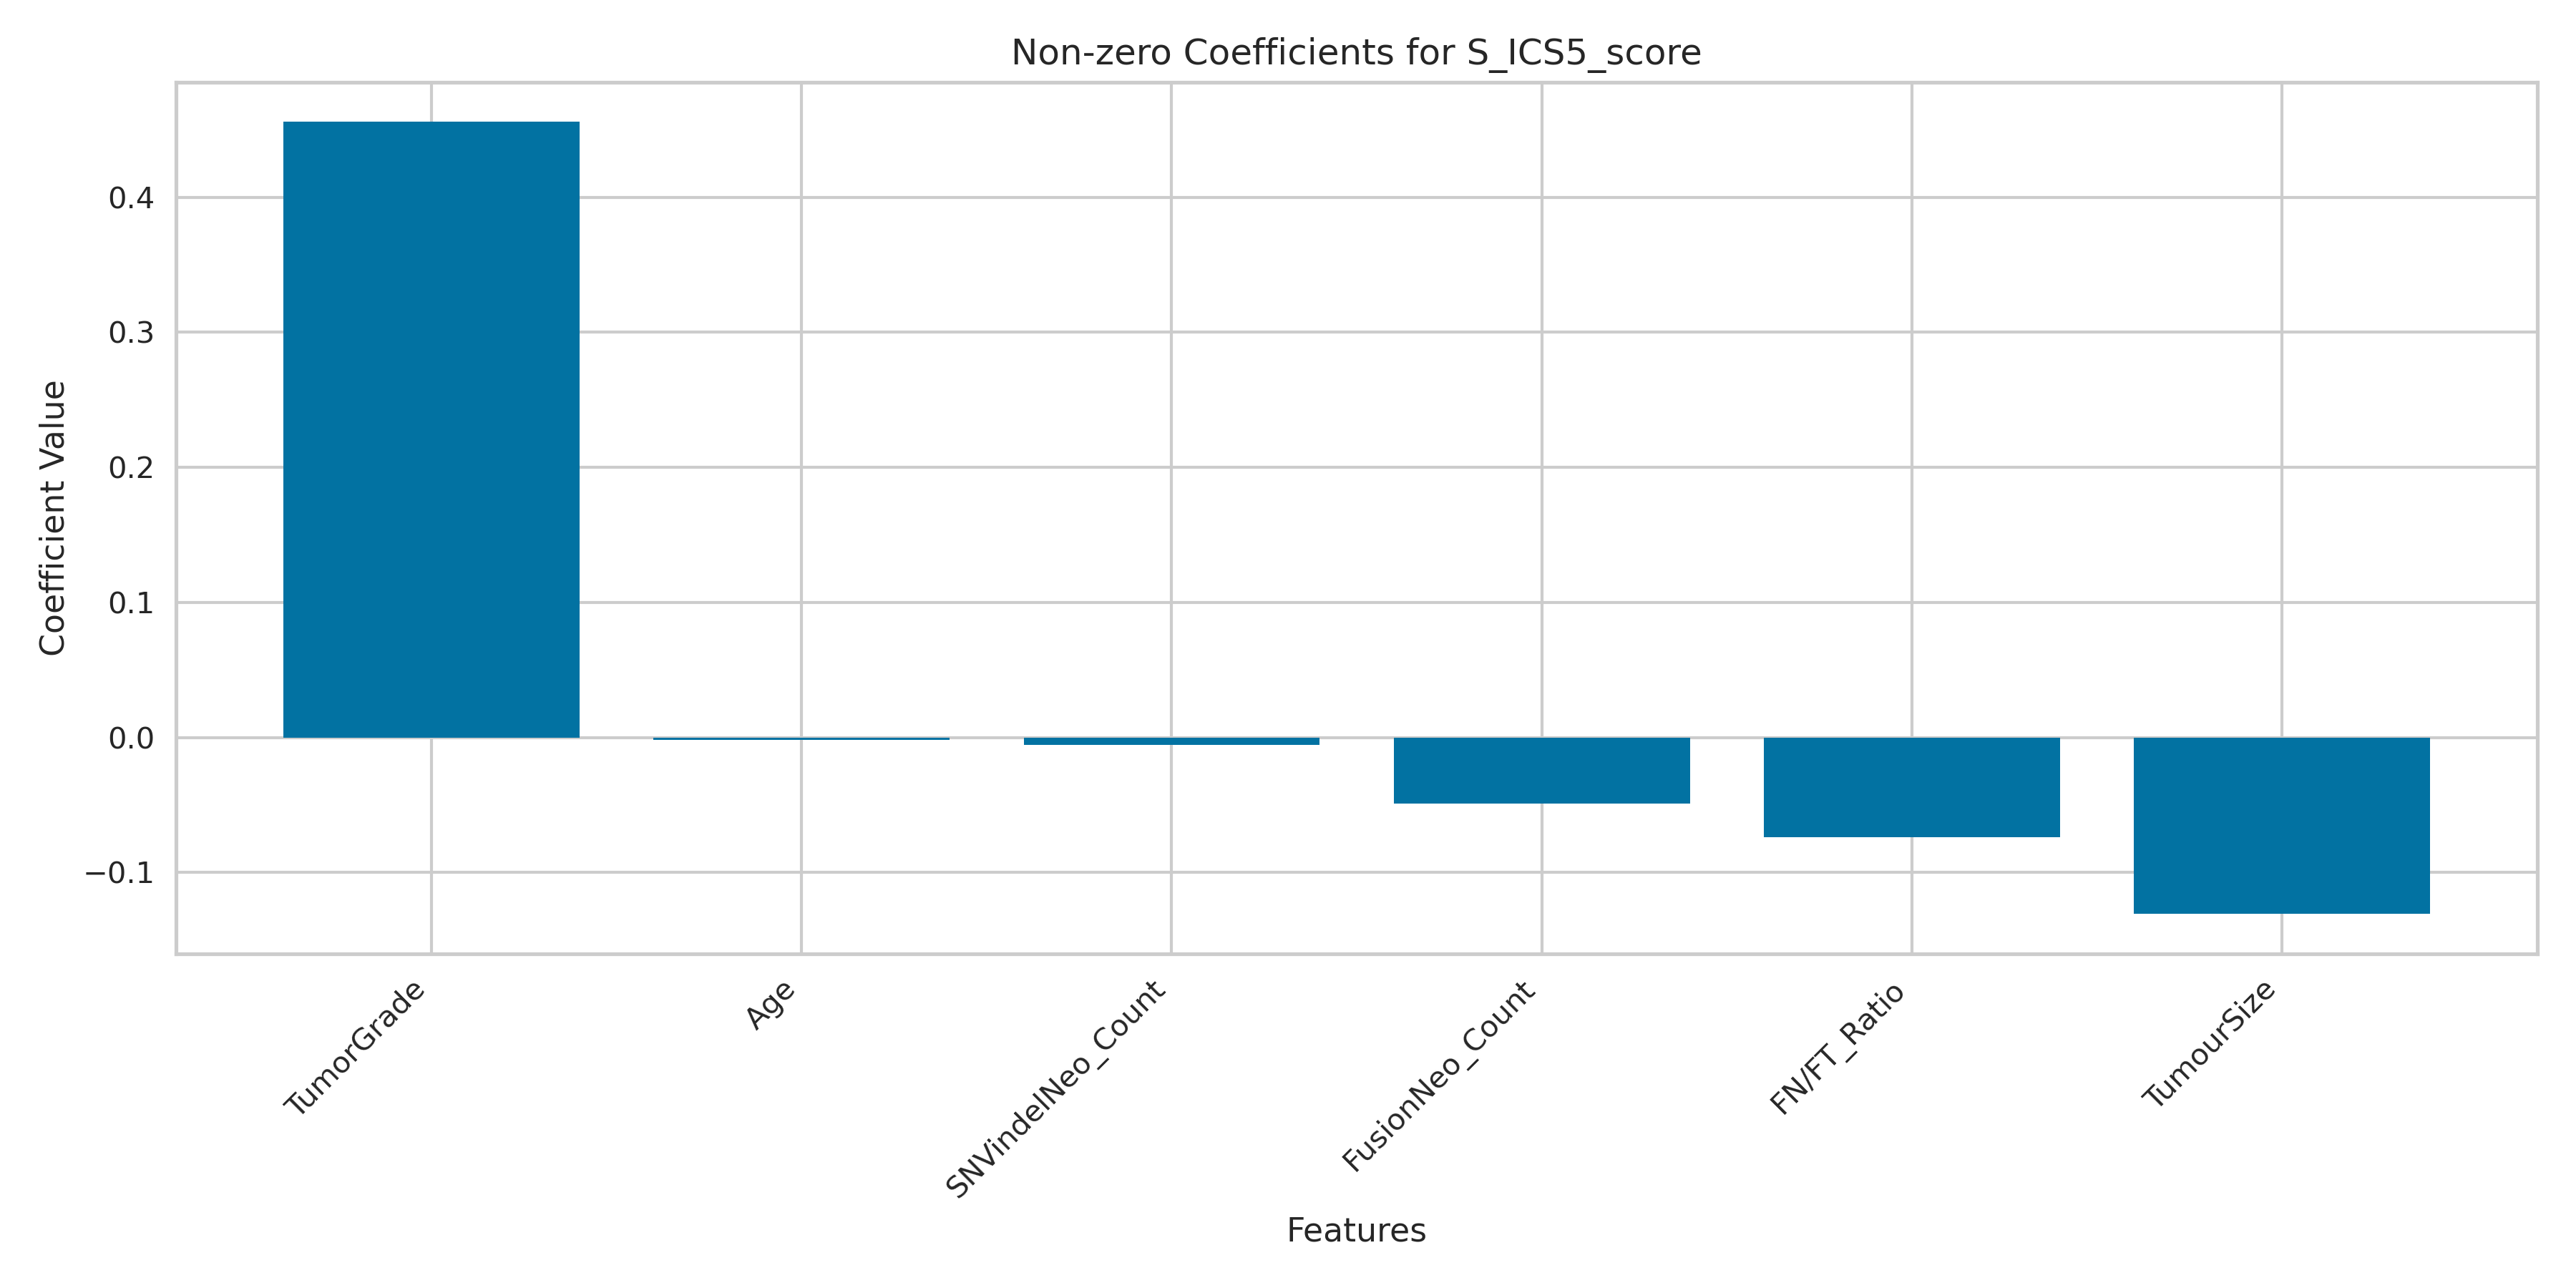 Non-zero Coefficients for S_ICS5_score
Coefficient Value
0.4
0.3
0.2
0.1
0.0
−0.1
TumorGrade
Age
SNVindelNeo_Count
FusionNeo_Count
FN/FT_Ratio
TumourSize
Features